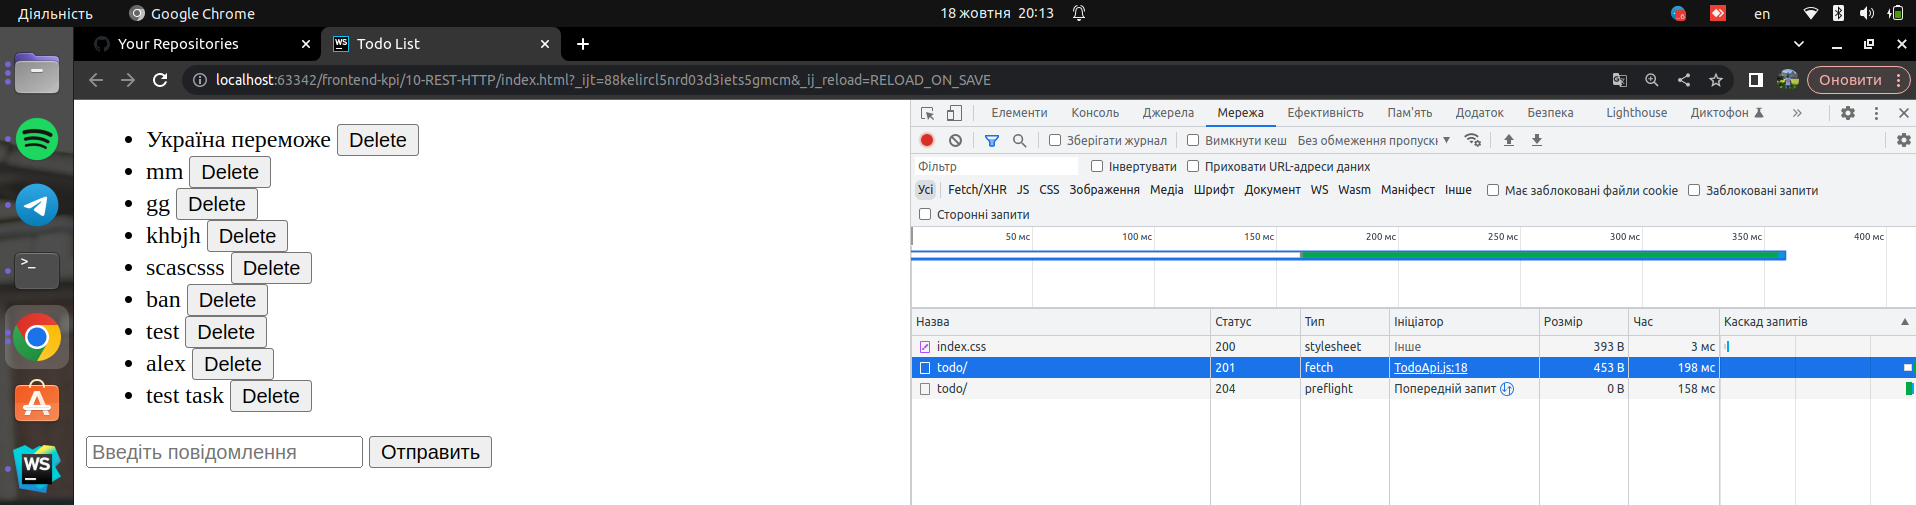 Діяльність Google Chrome 18 жовтня 20:13 en
Your Repositories Todo List
localhost:63342/frontend-kpi/10-REST-HTTP/index.html?_ijt=88kelircl5nrd03d3iets5gmcm&_ij_reload=RELOAD_ON_SAVE Оновити
Україна переможе Delete
mm Delete
gg Delete
khbjh Delete
scascsss Delete
ban Delete
test Delete
alex Delete
test task Delete
Введіть повідомлення Отправить
Елементи Консоль Джерела Мережа Ефективність Пам'ять Додаток Безпека Lighthouse Диктофон
Зберігати журнал Вимкнути кеш Без обмеження пропускн
Фільтр Інвертувати Приховати URL-адреси даних
Усі Fetch/XHR JS CSS Зображення Медіа Шрифт Документ WS Wasm Маніфест Інше Має заблоковані файли cookie Заблоковані запити
Сторонні запити
50 мс 100 мс 150 мс 200 мс 250 мс 300 мс 350 мс 400 мс
Назва Статус Тип Ініціатор Розмір Час Каскад запитів
index.css 200 stylesheet Інше 393 B 3 мс
todo/ 201 fetch TodoApi.js:18 453 B 198 мс
todo/ 204 preflight Попередній запит 0 B 158 мс
WS